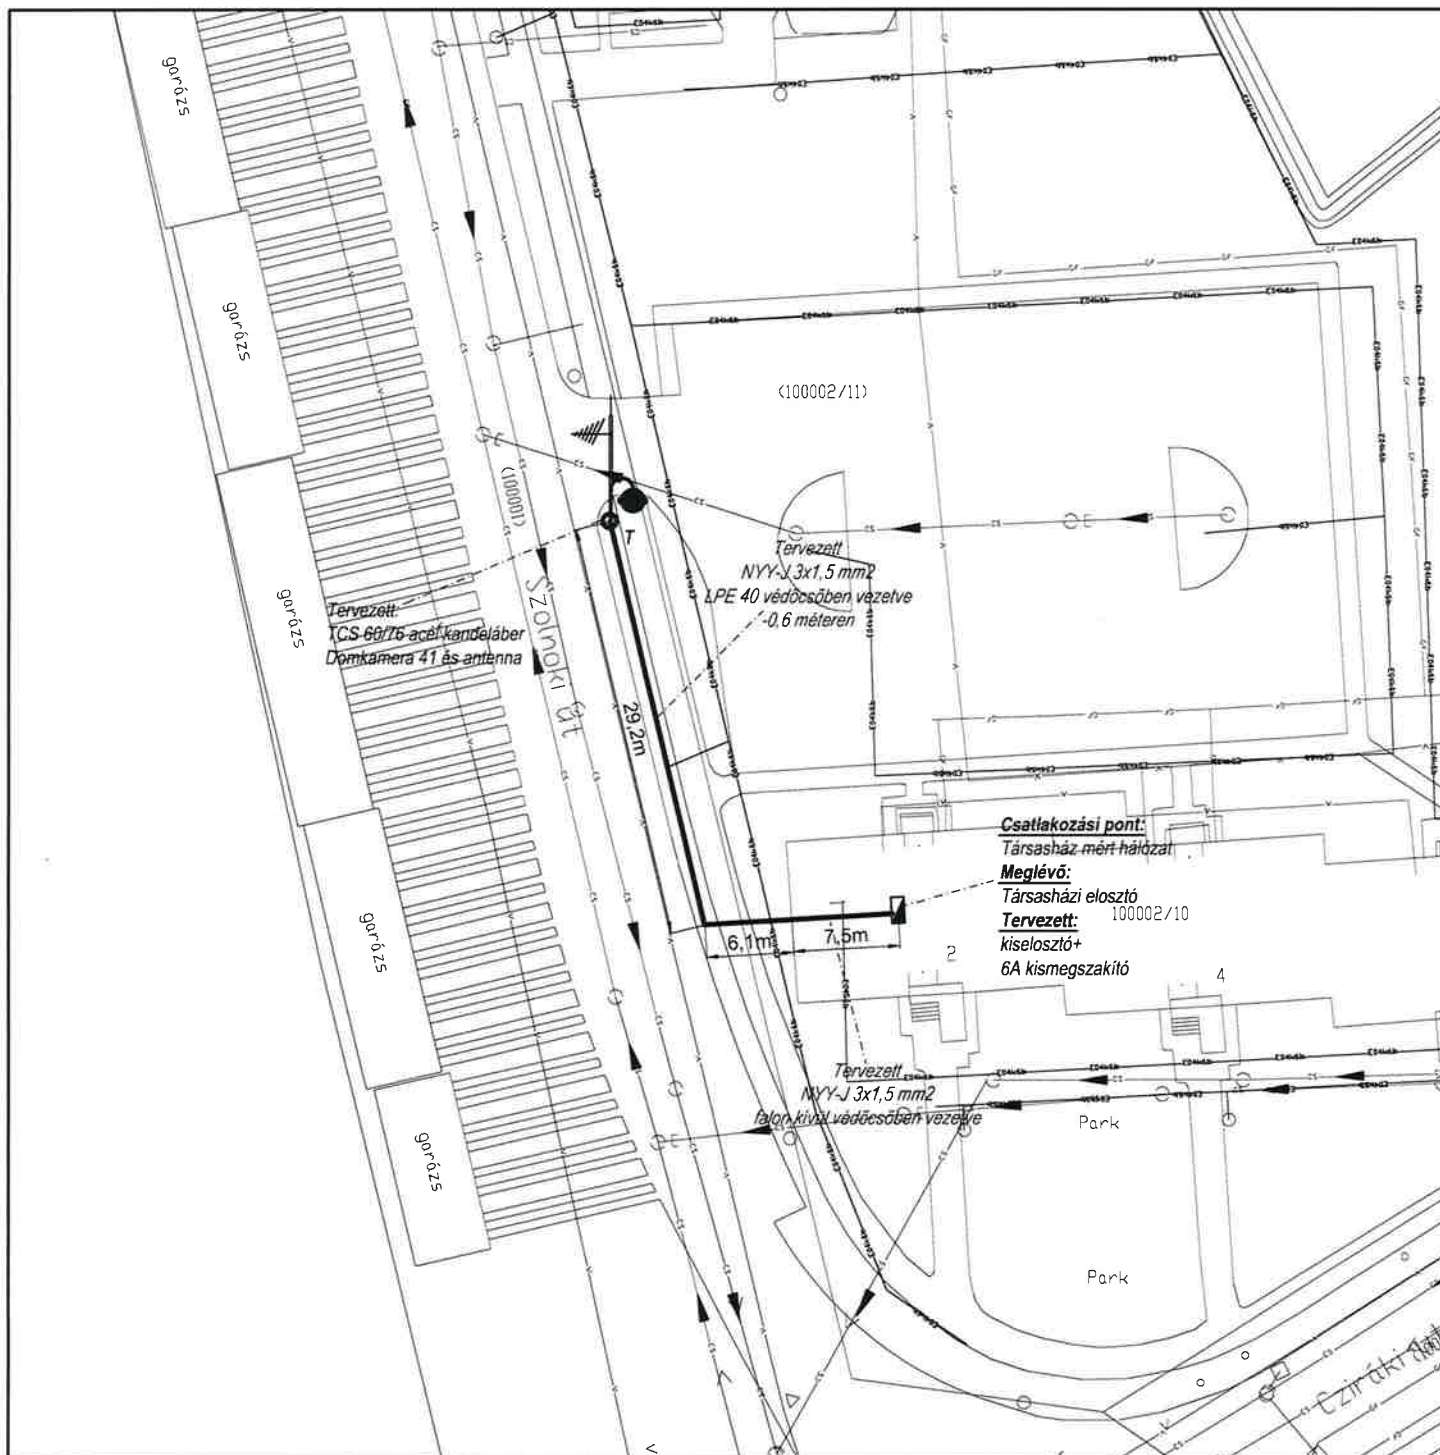 garázs
garázs
(100002/11)
(100001)
T
Tervezett
NYY-J 3x1,5 mm2
LPE 40 védőcsőben vezetve
-0,6 méteren
garázs
Tervezett:
TCS 60/76 acél kandeláber
Domkamera 41 és antenna
Szolnoki út
29,2m
Csatlakozási pont:
Társasház mért hálózat
Meglévő:
Társasházi elosztó
100002/10
Tervezett:
kiselosztó+
6A kismegszakító
garázs
6,1m
7,5m
2
4
Tervezett
NYY-J 3x1,5 mm2
falon kívül védőcsőben vezetve
Park
garázs
Park
Cziráki